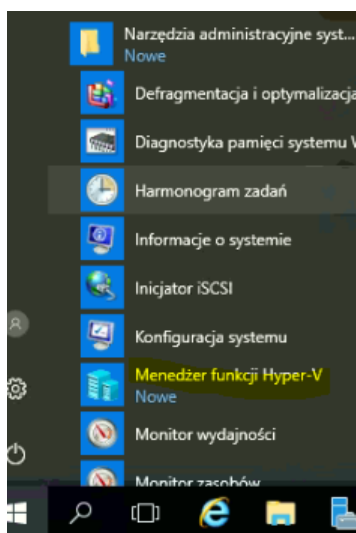 Narzędzia administracyjne syst...
Nowe
Defragmentacja i optymalizacja
Diagnostyka pamięci systemu W
Harmonogram zadań
Informacje o systemie
Inicjator iSCSI
Konfiguracja systemu
Menedżer funkcji Hyper-V
Nowe
Monitor wydajności
Monitor zasobów